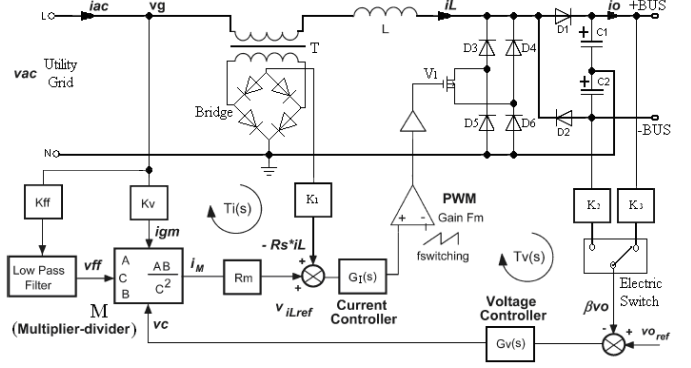 L
iac
vg
iL
io
+BUS
T
L
D3
D4
D1
C1
vac
Utility
Grid
V1
C2
Bridge
D5
D6
D2
-BUS
N
Kff
Kv
K1
PWM
Gain Fm
K2
K3
Ti(s)
igm
- Rs*iL
fswitching
Tv(s)
Low Pass
Filter
vff
A
C
B
AB
C2
iM
Rm
+
+
GI(s)
+ -
Electric
Switch
M
(Multiplier-divider)
v iLref
Current
Controller
Voltage
Controller
βvo
vc
Gv(s)
- +
vo ref